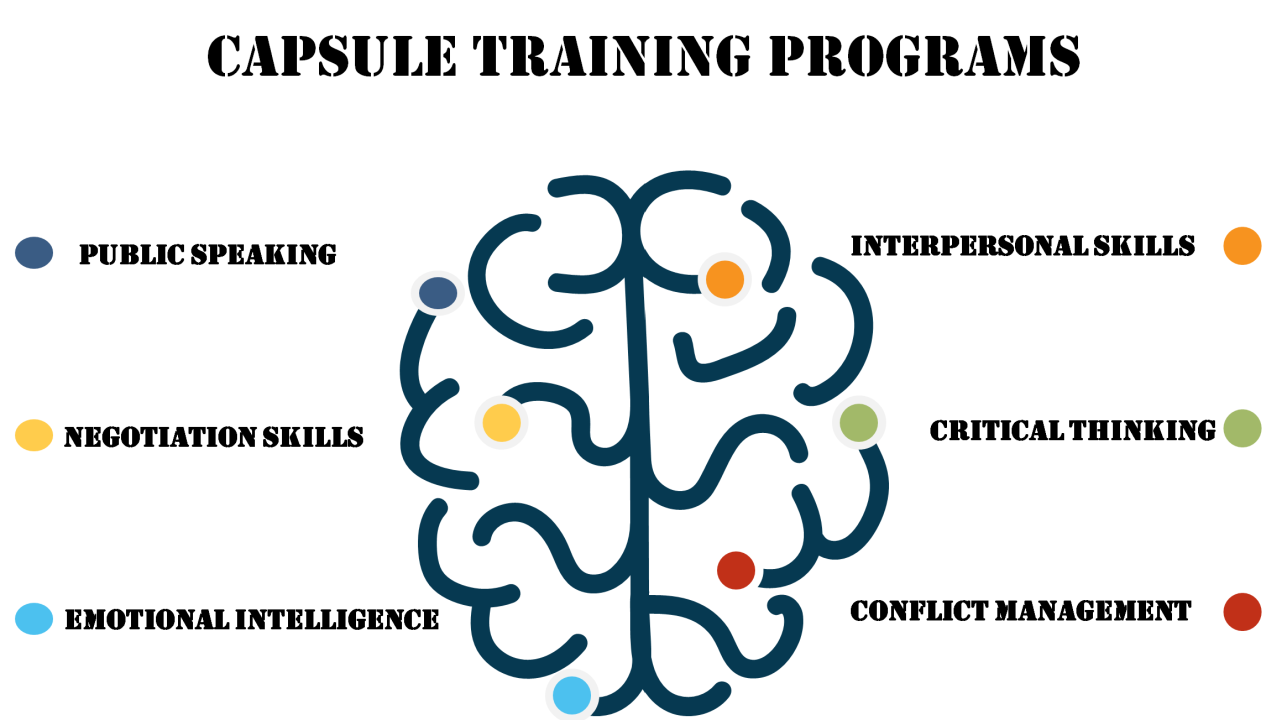 CAPSULE TRAINING PROGRAMS
PUBLIC SPEAKING
NEGOTIATION SKILLS
EMOTIONAL INTELLIGENCE
INTERPERSONAL SKILLS
CRITICAL THINKING
CONFLICT MANAGEMENT